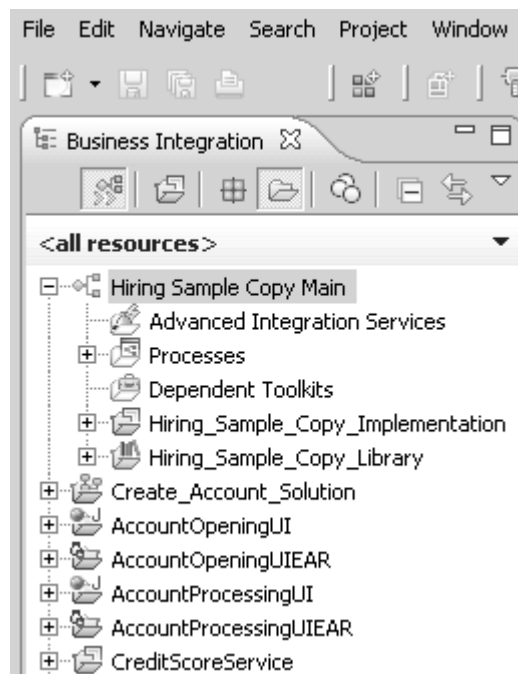 File Edit Navigate Search Project Window
Business Integration
<all resources>
Hiring Sample Copy Main
Advanced Integration Services
Processes
Dependent Toolkits
Hiring_Sample_Copy_Implementation
Hiring_Sample_Copy_Library
Create_Account_Solution
AccountOpeningUI
AccountOpeningUIEAR
AccountProcessingUI
AccountProcessingUIEAR
CreditScoreService